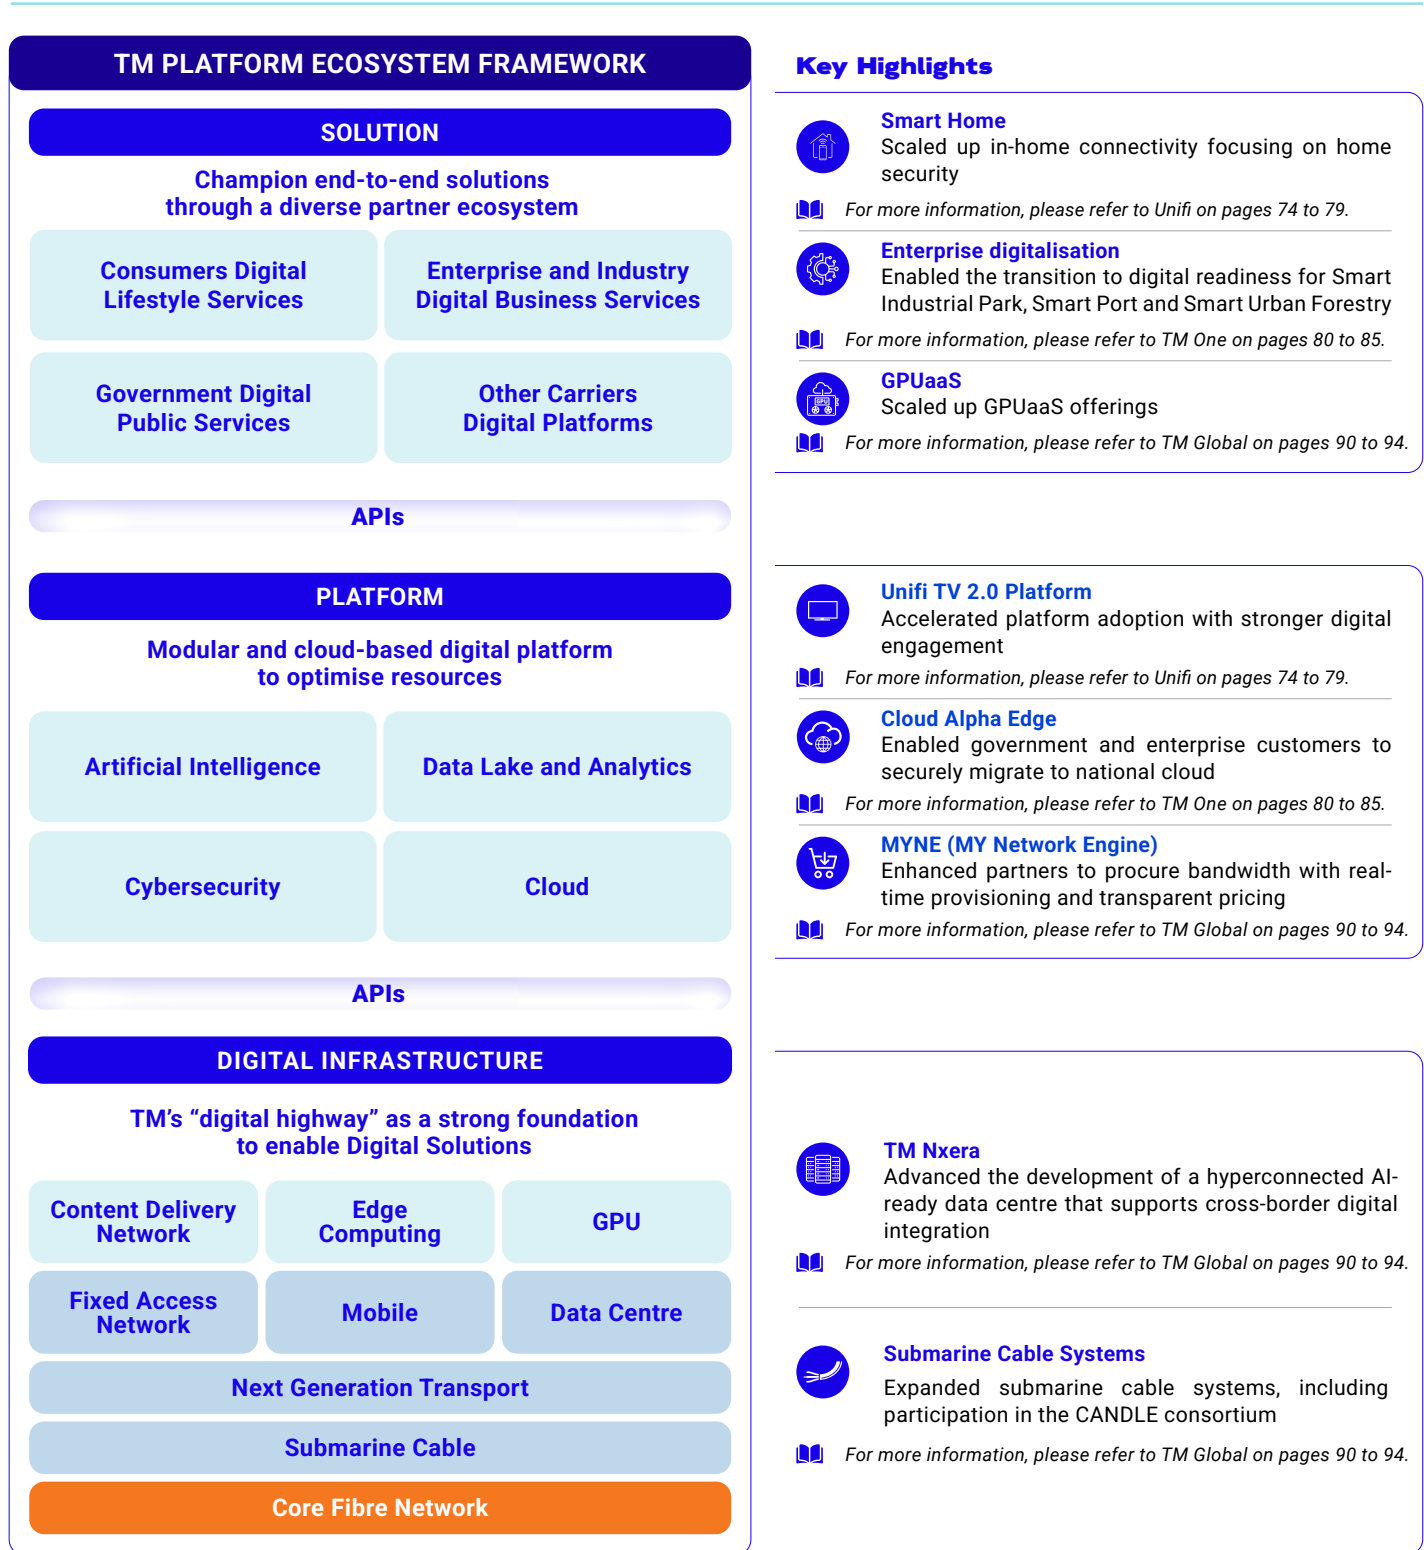 TM PLATFORM ECOSYSTEM FRAMEWORK
SOLUTION
Champion end-to-end solutions
through a diverse partner ecosystem
Consumers Digital
Lifestyle Services
Enterprise and Industry
Digital Business Services
Government Digital
Public Services
Other Carriers
Digital Platforms
APIs
PLATFORM
Modular and cloud-based digital platform
to optimise resources
Artificial Intelligence
Data Lake and Analytics
Cybersecurity
Cloud
APIs
DIGITAL INFRASTRUCTURE
TM's “digital highway” as a strong foundation
to enable Digital Solutions
Content Delivery
Network
Edge
Computing
GPU
Fixed Access
Network
Mobile
Data Centre
Next Generation Transport
Submarine Cable
Core Fibre Network
Key Highlights
Smart Home
Scaled up in-home connectivity focusing on home
security
For more information, please refer to Unifi on pages 74 to 79.
Enterprise digitalisation
Enabled the transition to digital readiness for Smart
Industrial Park, Smart Port and Smart Urban Forestry
For more information, please refer to TM One on pages 80 to 85.
GPU
GPUaaS
Scaled up GPUaaS offerings
For more information, please refer to TM Global on pages 90 to 94.
Unifi TV 2.0 Platform
Accelerated platform adoption with stronger digital
engagement
For more information, please refer to Unifi on pages 74 to 79.
Cloud Alpha Edge
Enabled government and enterprise customers to
securely migrate to national cloud
For more information, please refer to TM One on pages 80 to 85.
MYNE (MY Network Engine)
Enhanced partners to procure bandwidth with real-
time provisioning and transparent pricing
For more information, please refer to TM Global on pages 90 to 94.
TM Nxera
Advanced the development of a hyperconnected AI-
ready data centre that supports cross-border digital
integration
For more information, please refer to TM Global on pages 90 to 94.
Submarine Cable Systems
Expanded submarine cable systems, including
participation in the CANDLE consortium
For more information, please refer to TM Global on pages 90 to 94.